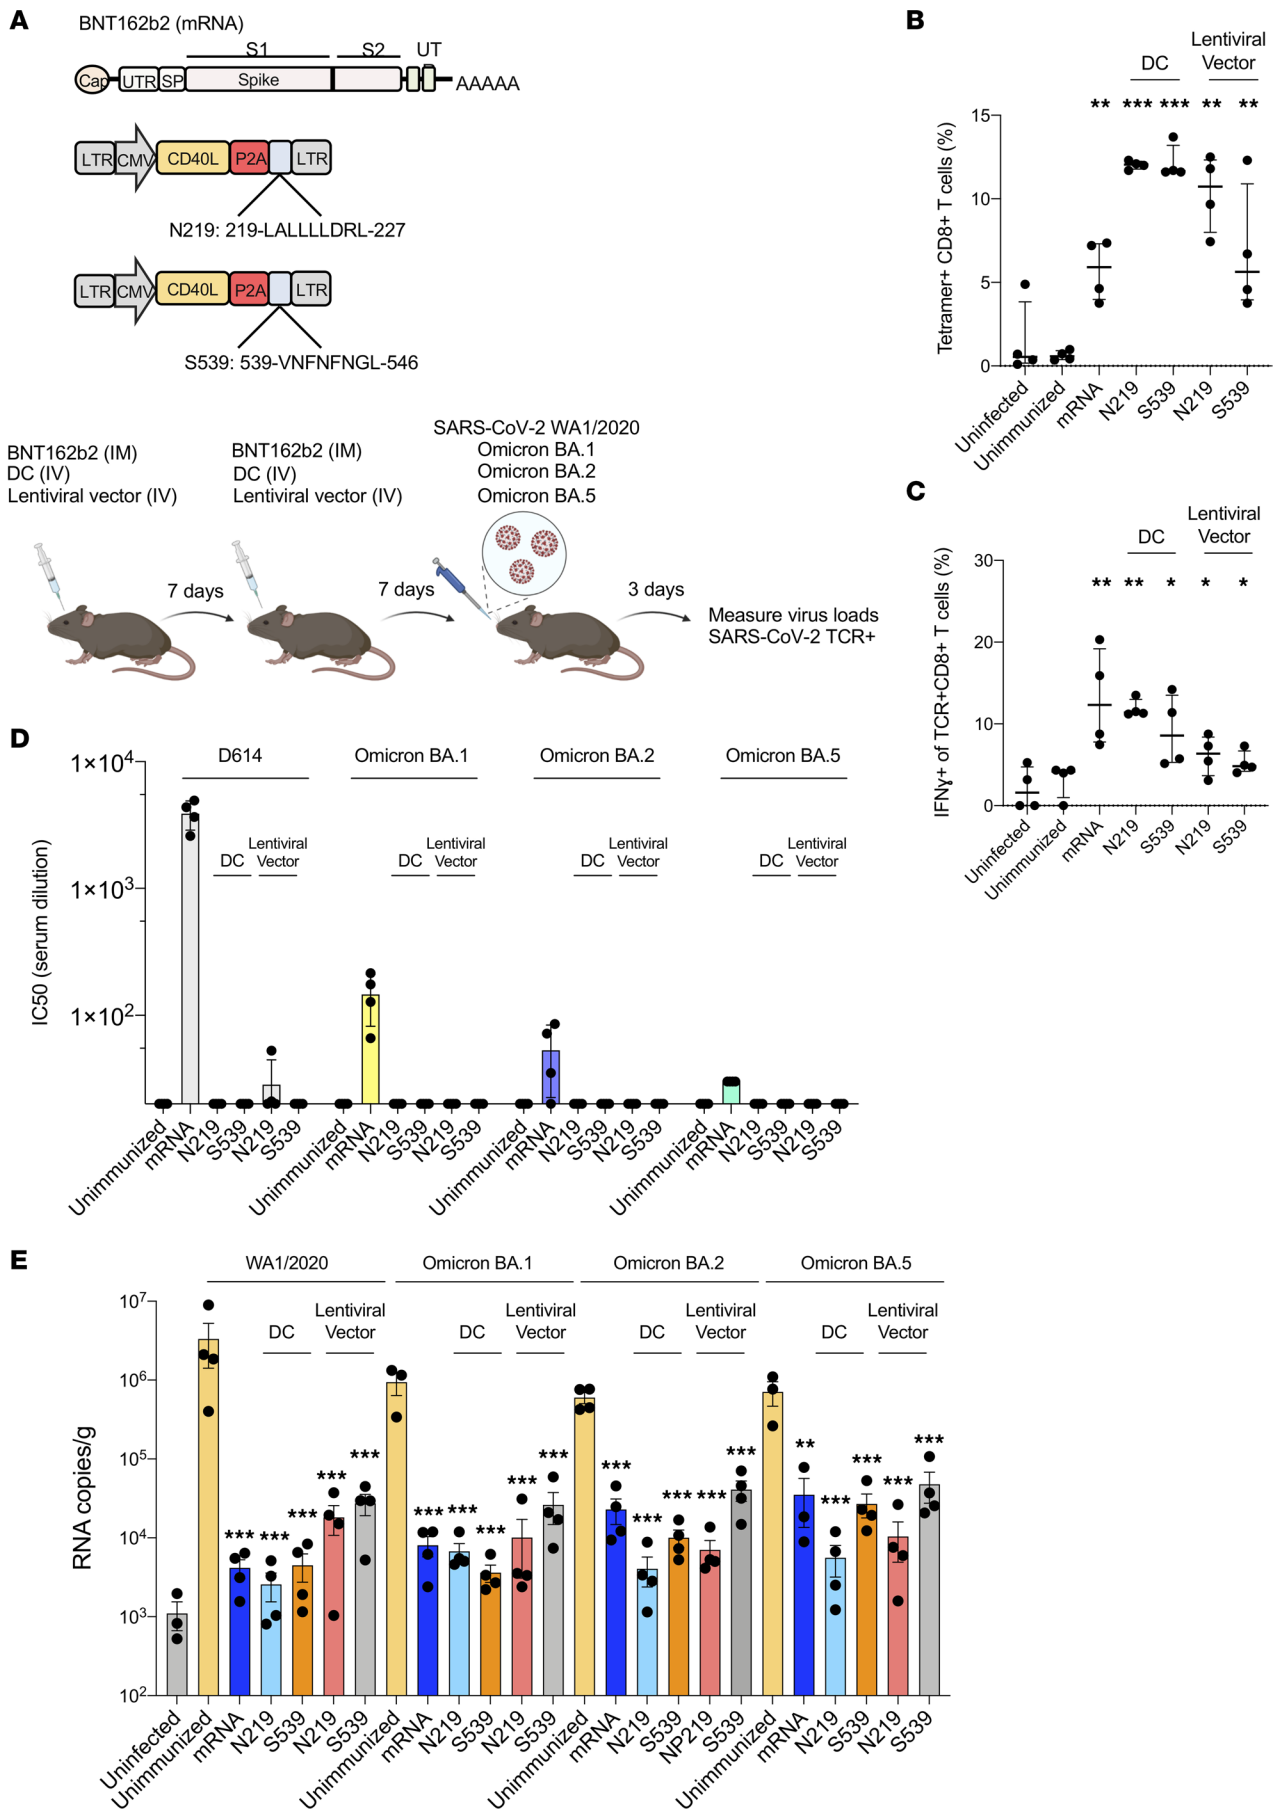 A
BNT162b2 (mRNA)
S1 S2 UT
Cap UTR SP Spike AAAAA
LTR CMV CD40L P2A LTR
N219: 219-LALLLLDRL-227
LTR CMV CD40L P2A LTR
S539: 539-VNFNFNGL-546
BNT162b2 (IM)
DC (IV)
Lentiviral vector (IV)
7 days
BNT162b2 (IM)
DC (IV)
Lentiviral vector (IV)
7 days
SARS-CoV-2 WA1/2020
Omicron BA.1
Omicron BA.2
Omicron BA.5
3 days
Measure virus loads
SARS-CoV-2 TCR+
B
Lentiviral
DC Vector
** *** *** ** **
Tetramer+ CD8+ T cells (%)
15
10
5
0
Uninfected Unimmunized mRNA N219 S539 N219 S539
C
Lentiviral
DC Vector
** ** * * *
IFNγ+ of TCR+CD8+ T cells (%)
30
20
10
0
Uninfected Unimmunized mRNA N219 S539 N219 S539
D
D614 Omicron BA.1 Omicron BA.2 Omicron BA.5
Lentiviral Lentiviral Lentiviral Lentiviral
DC Vector DC Vector DC Vector DC Vector
IC50 (serum dilution)
1×10⁴
1×10³
1×10²
Unimmunized mRNA N219 S539 N219 S539 Unimmunized mRNA N219 S539 N219 S539 Unimmunized mRNA N219 S539 N219 S539 Unimmunized mRNA N219 S539 N219 S539
E
WA1/2020 Omicron BA.1 Omicron BA.2 Omicron BA.5
Lentiviral Lentiviral Lentiviral Lentiviral
DC Vector DC Vector DC Vector DC Vector
*** *** *** *** *** *** *** *** *** *** *** *** *** *** *** ** *** *** *** ***
RNA copies/g
10⁷
10⁶
10⁵
10⁴
10³
10²
Uninfected Unimmunized mRNA N219 S539 N219 S539 Unimmunized mRNA N219 S539 N219 S539 Unimmunized mRNA N219 S539 NP219 S539 Unimmunized mRNA N219 S539 N219 S539